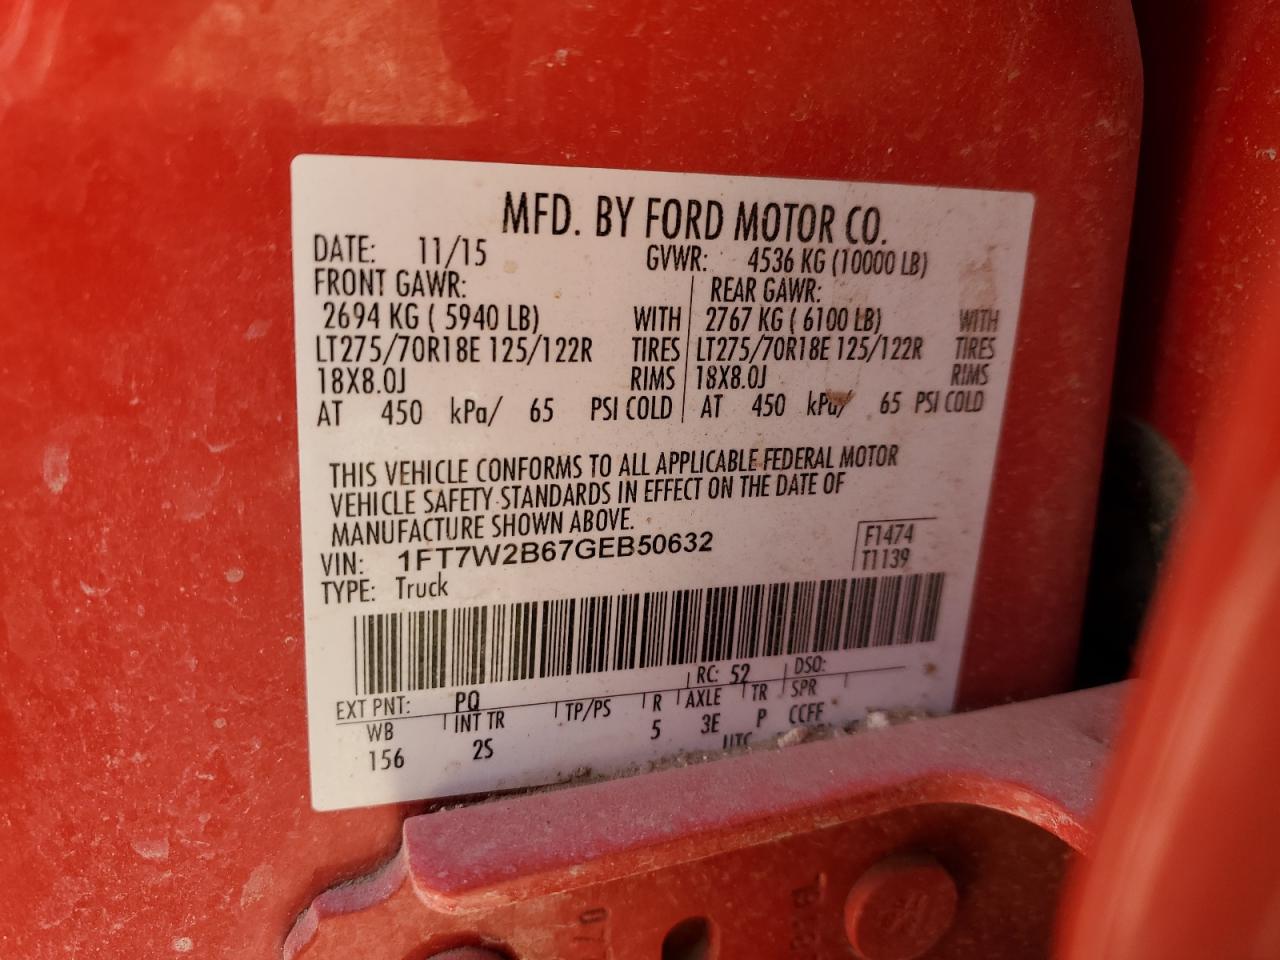 MFD. BY FORD MOTOR CO.
DATE: 11/15 GVWR: 4536 KG (10000 LB)
FRONT GAWR: REAR GAWR:
2694 KG ( 5940 LB) WITH 2767 KG ( 6100 LB) WITH
LT275/70R18E 125/122R TIRES LT275/70R18E 125/122R TIRES
18X8.0J RIMS 18X8.0J RIMS
AT 450 kPa/ 65 PSI COLD AT 450 kPa/ 65 PSI COLD
THIS VEHICLE CONFORMS TO ALL APPLICABLE FEDERAL MOTOR
VEHICLE SAFETY STANDARDS IN EFFECT ON THE DATE OF
MANUFACTURE SHOWN ABOVE.
VIN: 1FT7W2B67GEB50632
F1474
T1139
TYPE: Truck
EXT PNT: PQ RC: 52 DSO:
WB INT TR TP/PS R AXLE TR SPR
156 2S 5 3E P CCFF
UTC